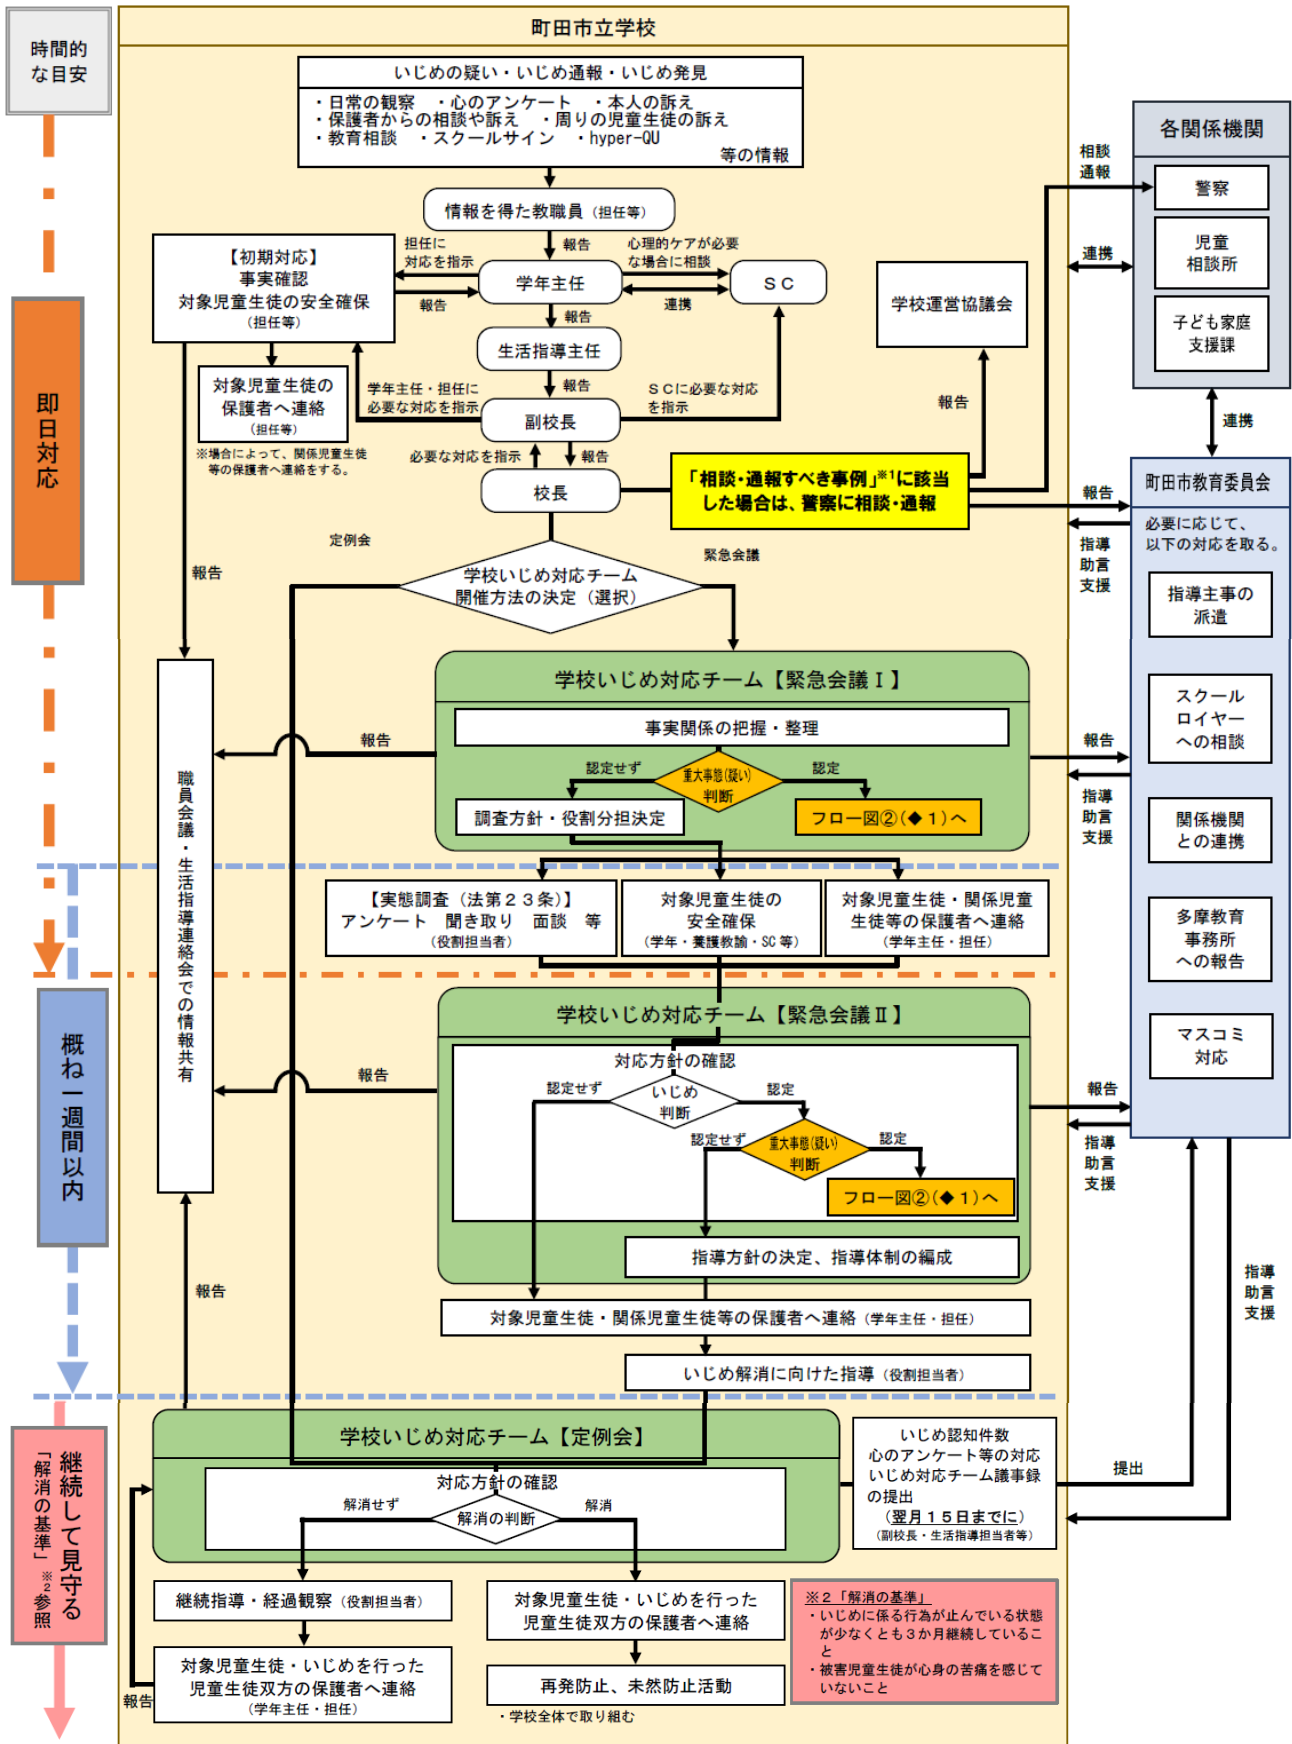 時間的
な目安
町田市立学校
いじめの疑い・いじめ通報・いじめ発見
・日常の観察　・心のアンケート　・本人の訴え
・保護者からの相談や訴え　・周りの児童生徒の訴え
・教育相談　・スクールサイン　・hyper-QU
等の情報
情報を得た教職員（担任等）
報告
担任に
対応を指示
心理的ケアが必要
な場合に相談
【初期対応】
事実確認
対象児童生徒の安全確保
（担任等）
学年主任
ＳＣ
報告
連携
報告
生活指導主任
対象児童生徒の
保護者へ連絡
（担任等）
※場合によって、関係児童生徒
等の保護者へ連絡をする。
学年主任・担任に
必要な対応を指示
報告
ＳＣに必要な対応
を指示
副校長
必要な対応を指示
報告
校長
「相談・通報すべき事例」※1に該当
した場合は、警察に相談・通報
学校運営協議会
報告
相談
通報
各関係機関
警察
児童
相談所
子ども家庭
支援課
連携
連携
町田市教育委員会
必要に応じて、
以下の対応を取る。
指導主事の
派遣
スクール
ロイヤー
への相談
関係機関
との連携
多摩教育
事務所
への報告
マスコミ
対応
報告
指導
助言
支援
即日対応
定例会
緊急会議
学校いじめ対応チーム
開催方法の決定（選択）
報告
学校いじめ対応チーム【緊急会議Ⅰ】
事実関係の把握・整理
報告
認定せず
重大事態(疑い)
判断
認定
調査方針・役割分担決定
フロー図②(◆１)へ
報告
指導
助言
支援
職員会議・生活指導連絡会での情報共有
【実態調査（法第２３条）】
アンケート　聞き取り　面談　等
（役割担当者）
対象児童生徒の
安全確保
（学年・養護教諭・SC 等）
対象児童生徒・関係児童
生徒等の保護者へ連絡
（学年主任・担任）
概ね一週間以内
学校いじめ対応チーム【緊急会議Ⅱ】
対応方針の確認
報告
認定せず
いじめ
判断
認定
認定せず
重大事態(疑い)
判断
認定
フロー図②(◆１)へ
報告
指導
助言
支援
指導方針の決定、指導体制の編成
報告
対象児童生徒・関係児童生徒等の保護者へ連絡（学年主任・担任）
いじめ解消に向けた指導（役割担当者）
指導
助言
支援
継続して見守る
「解消の基準」※2参照
学校いじめ対応チーム【定例会】
対応方針の確認
解消せず
解消の判断
解消
いじめ認知件数
心のアンケート等の対応
いじめ対応チーム議事録
の提出
（翌月１５日までに）
（副校長・生活指導担当者等）
提出
継続指導・経過観察（役割担当者）
対象児童生徒・いじめを行った
児童生徒双方の保護者へ連絡
（学年主任・担任）
報告
対象児童生徒・いじめを行った
児童生徒双方の保護者へ連絡
再発防止、未然防止活動
・学校全体で取り組む
※２「解消の基準」
・いじめに係る行為が止んでいる状態
が少なくとも３か月継続しているこ
と
・被害児童生徒が心身の苦痛を感じて
いないこと